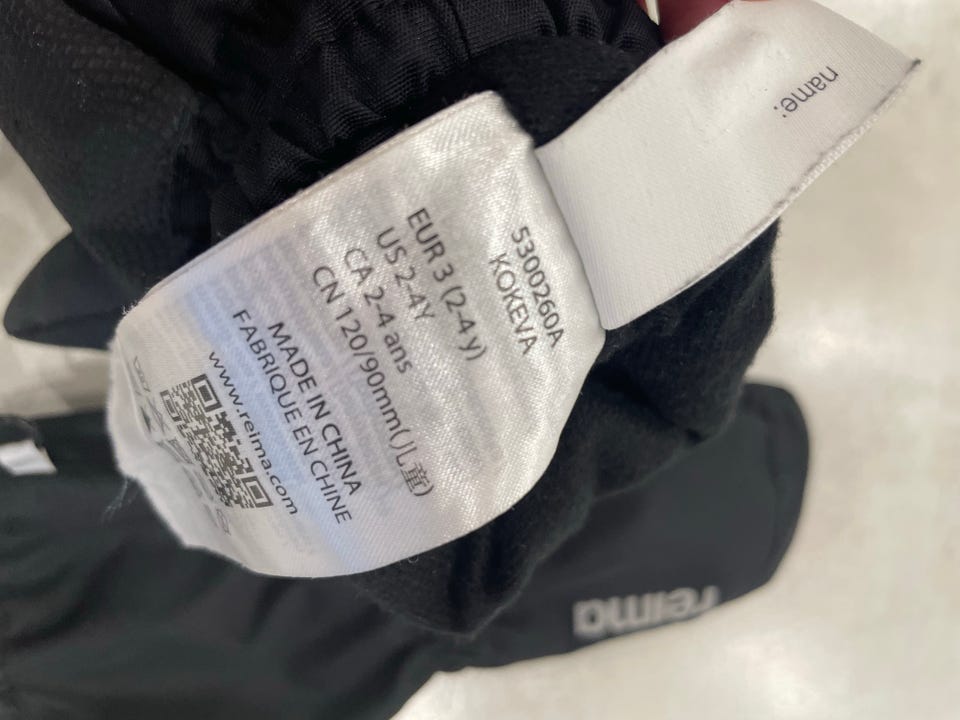 5300260A
KOKEVA
EUR 3 (2-4 y)
US 2-4Y
CA 2-4 ans
CN 120/90mm(儿童)
MADE IN CHINA
FABRIQUE EN CHINE
www.reima.com
name:
reima